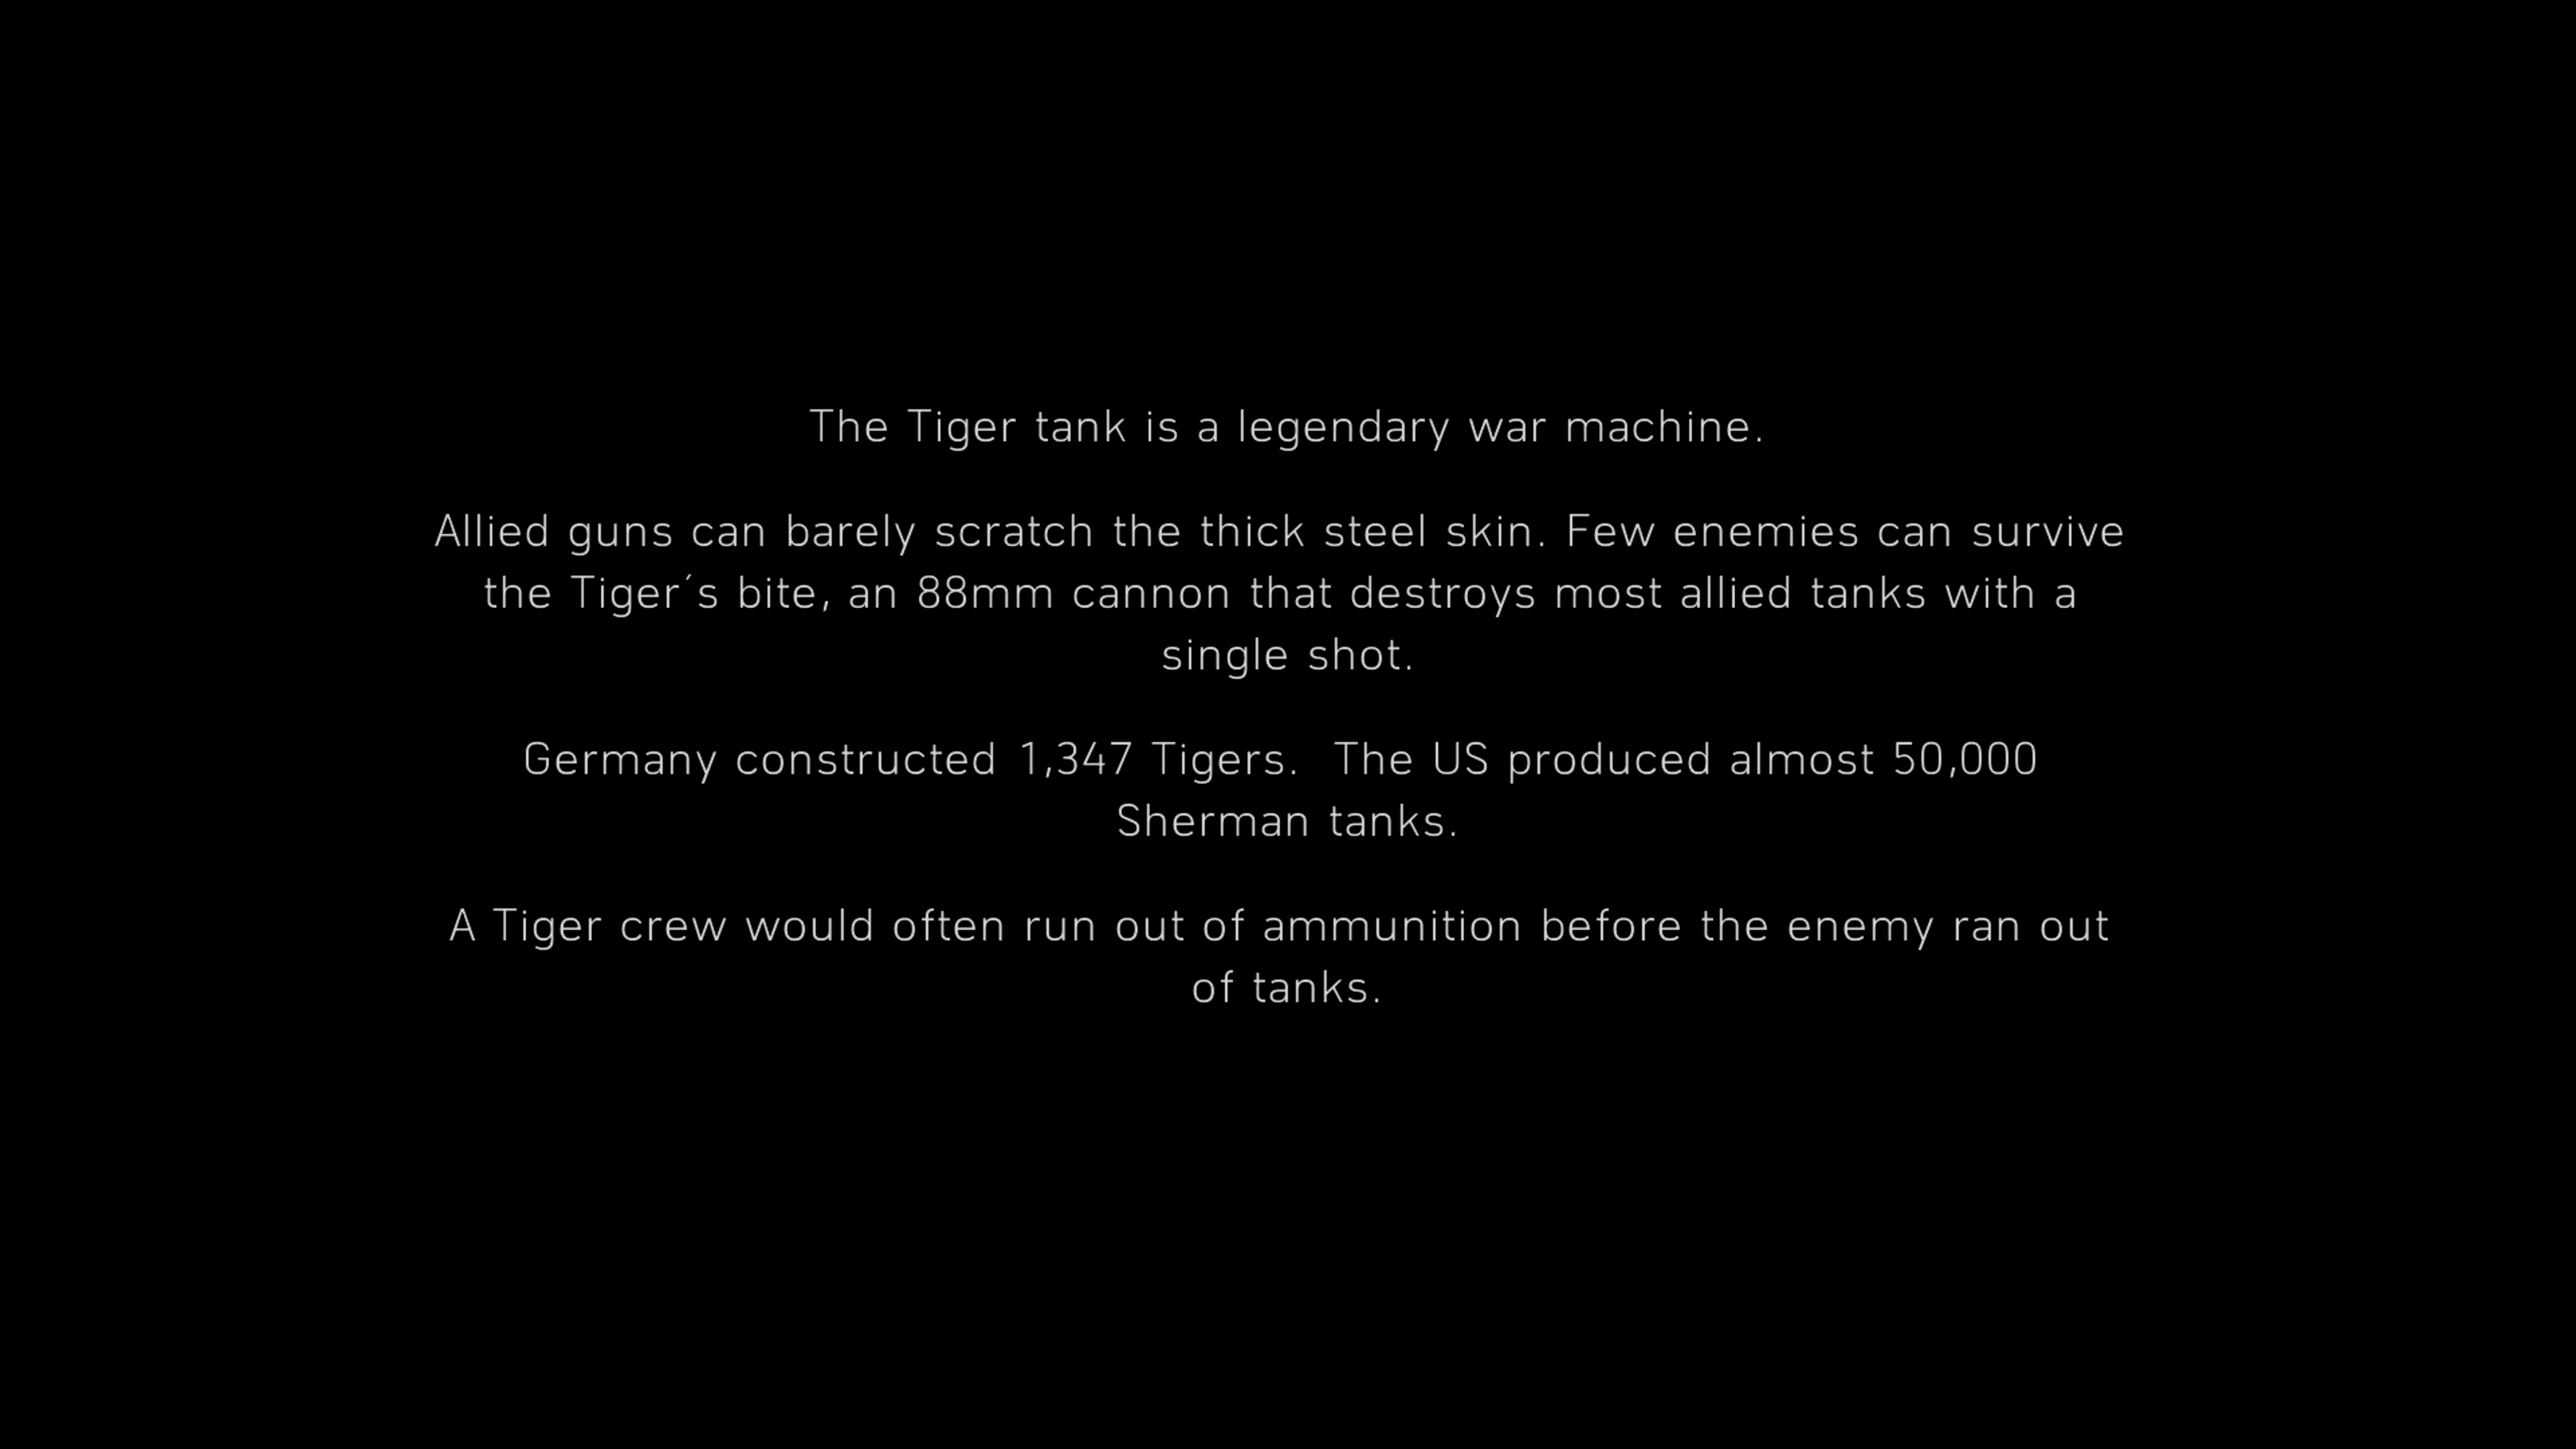 The Tiger tank is a legendary war machine.
Allied guns can barely scratch the thick steel skin. Few enemies can survive
the Tiger´s bite, an 88mm cannon that destroys most allied tanks with a
single shot.
Germany constructed 1,347 Tigers.  The US produced almost 50,000
Sherman tanks.
A Tiger crew would often run out of ammunition before the enemy ran out
of tanks.